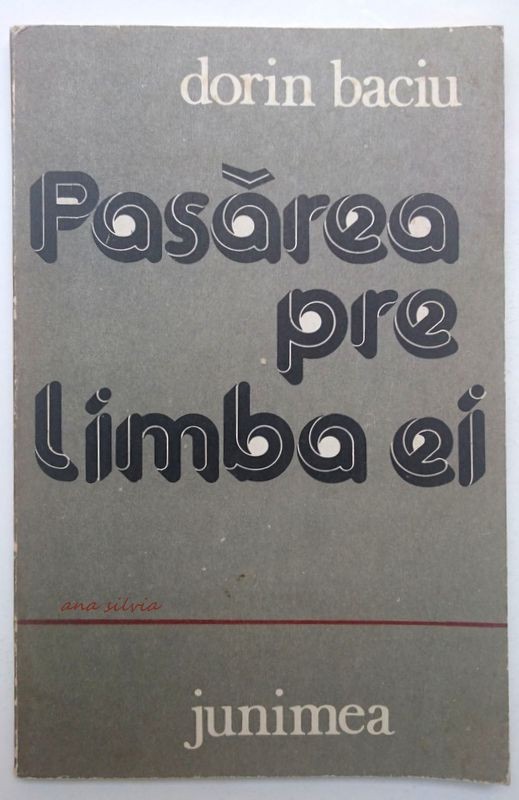 dorin baciu
Pasărea
pre
limba ei
ana silvia
junimea